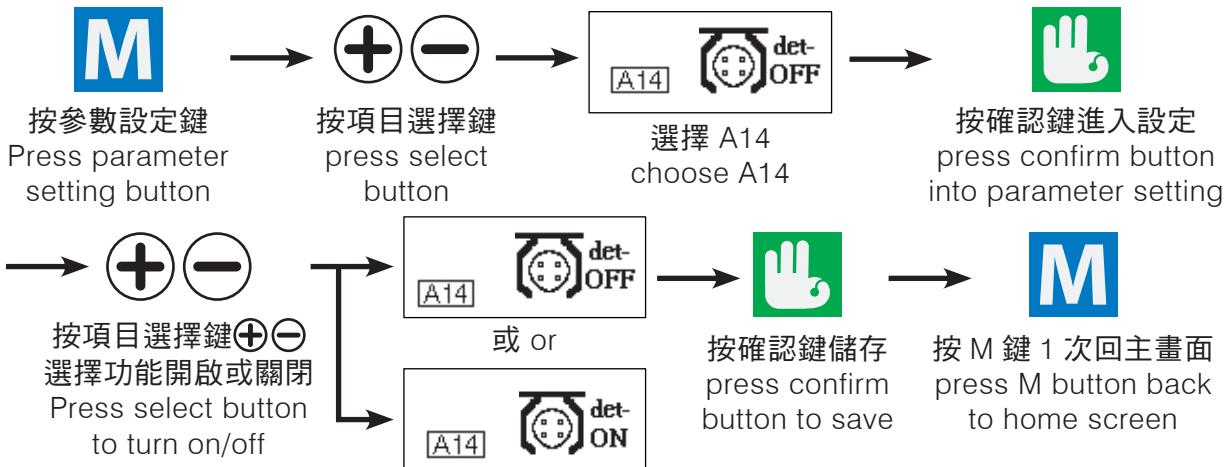 M
按參數設定鍵
Press parameter
setting button
按項目選擇鍵
press select
button
A14
det-
OFF
選擇 A14
choose A14
按確認鍵進入設定
press confirm button
into parameter setting
按項目選擇鍵⊕⊖
選擇功能開啟或關閉
Press select button
to turn on/off
A14
det-
OFF
或 or
A14
det-
ON
按確認鍵儲存
press confirm
button to save
M
按 M 鍵 1 次回主畫面
press M button back
to home screen